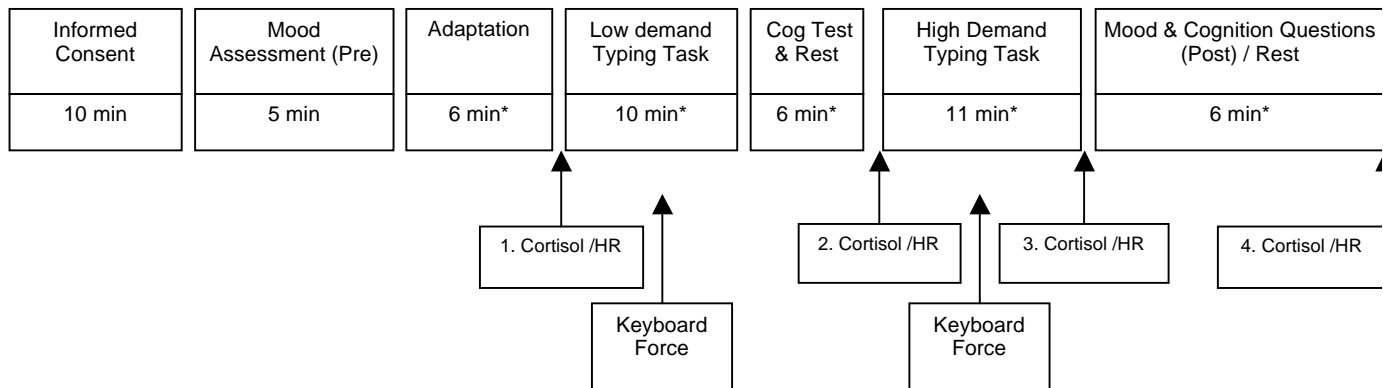 Informed
Consent
10 min
Mood
Assessment (Pre)
5 min
Adaptation
6 min*
Low demand
Typing Task
10 min*
Cog Test
& Rest
6 min*
High Demand
Typing Task
11 min*
Mood & Cognition Questions
(Post) / Rest
6 min*
1. Cortisol /HR
2. Cortisol /HR
3. Cortisol /HR
4. Cortisol /HR
Keyboard
Force
Keyboard
Force